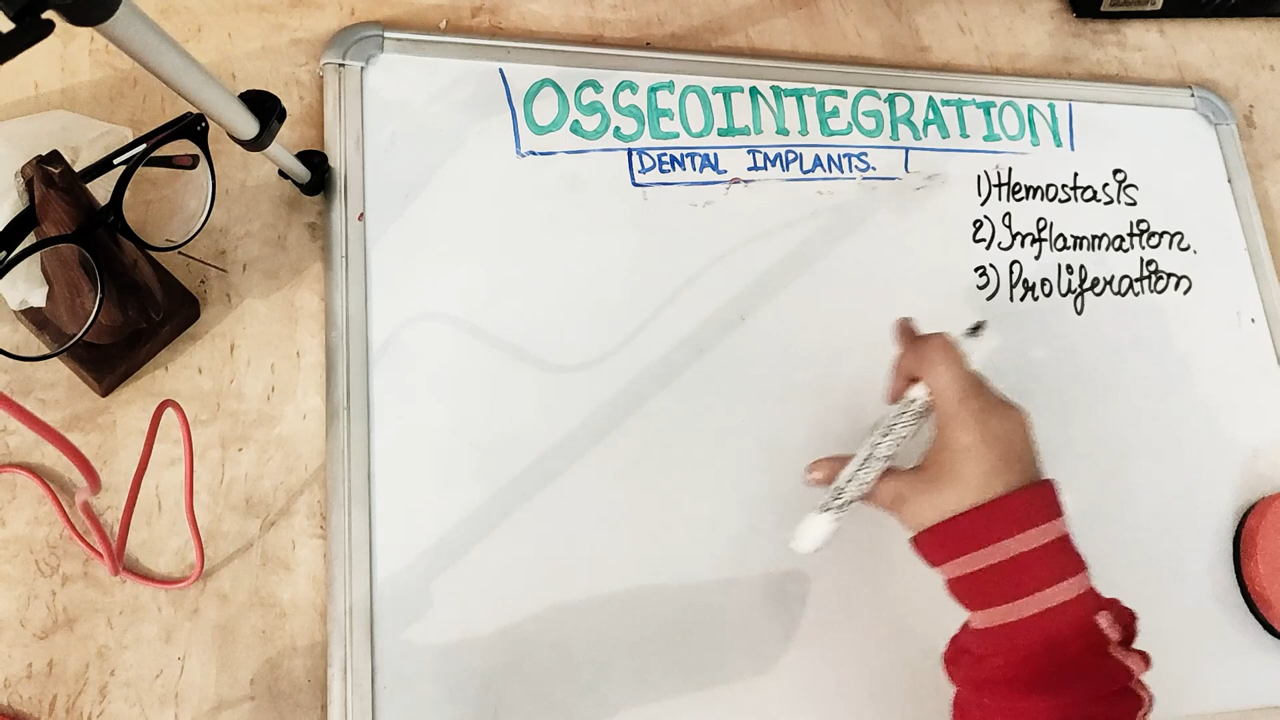 OSSEOINTEGRATION
DENTAL IMPLANTS.
1) Hemostasis
2) Inflammation.
3) Proliferation